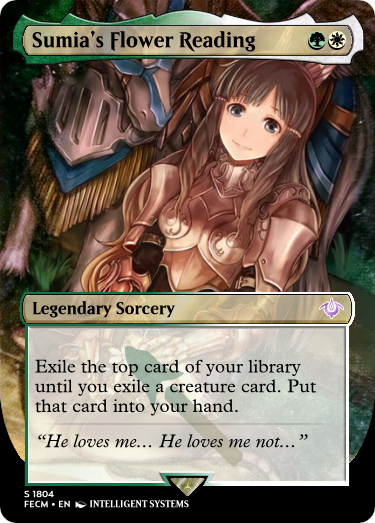 Sumia's Flower Reading
Legendary Sorcery
Exile the top card of your library
until you exile a creature card. Put
that card into your hand.
“He loves me… He loves me not…”
S 1804
FECM • EN INTELLIGENT SYSTEMS